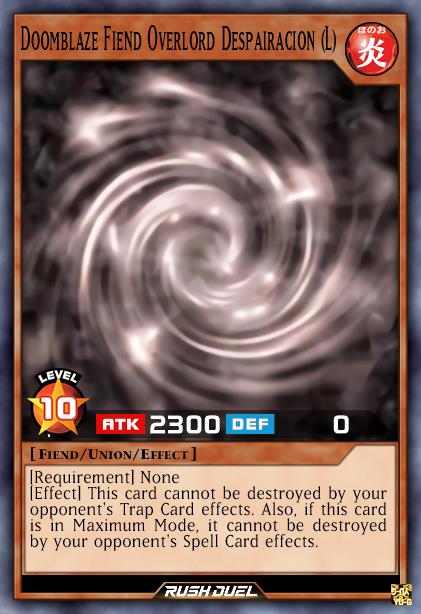 Doomblaze Fiend Overlord Despairacion (L)
ほのお
炎
LEVEL
10
ATK 2300 DEF 0
[Fiend/Union/Effect]
[Requirement] None
[Effect] This card cannot be destroyed by your
opponent's Trap Card effects. Also, if this card
is in Maximum Mode, it cannot be destroyed
by your opponent's Spell Card effects.
RUSH DUEL